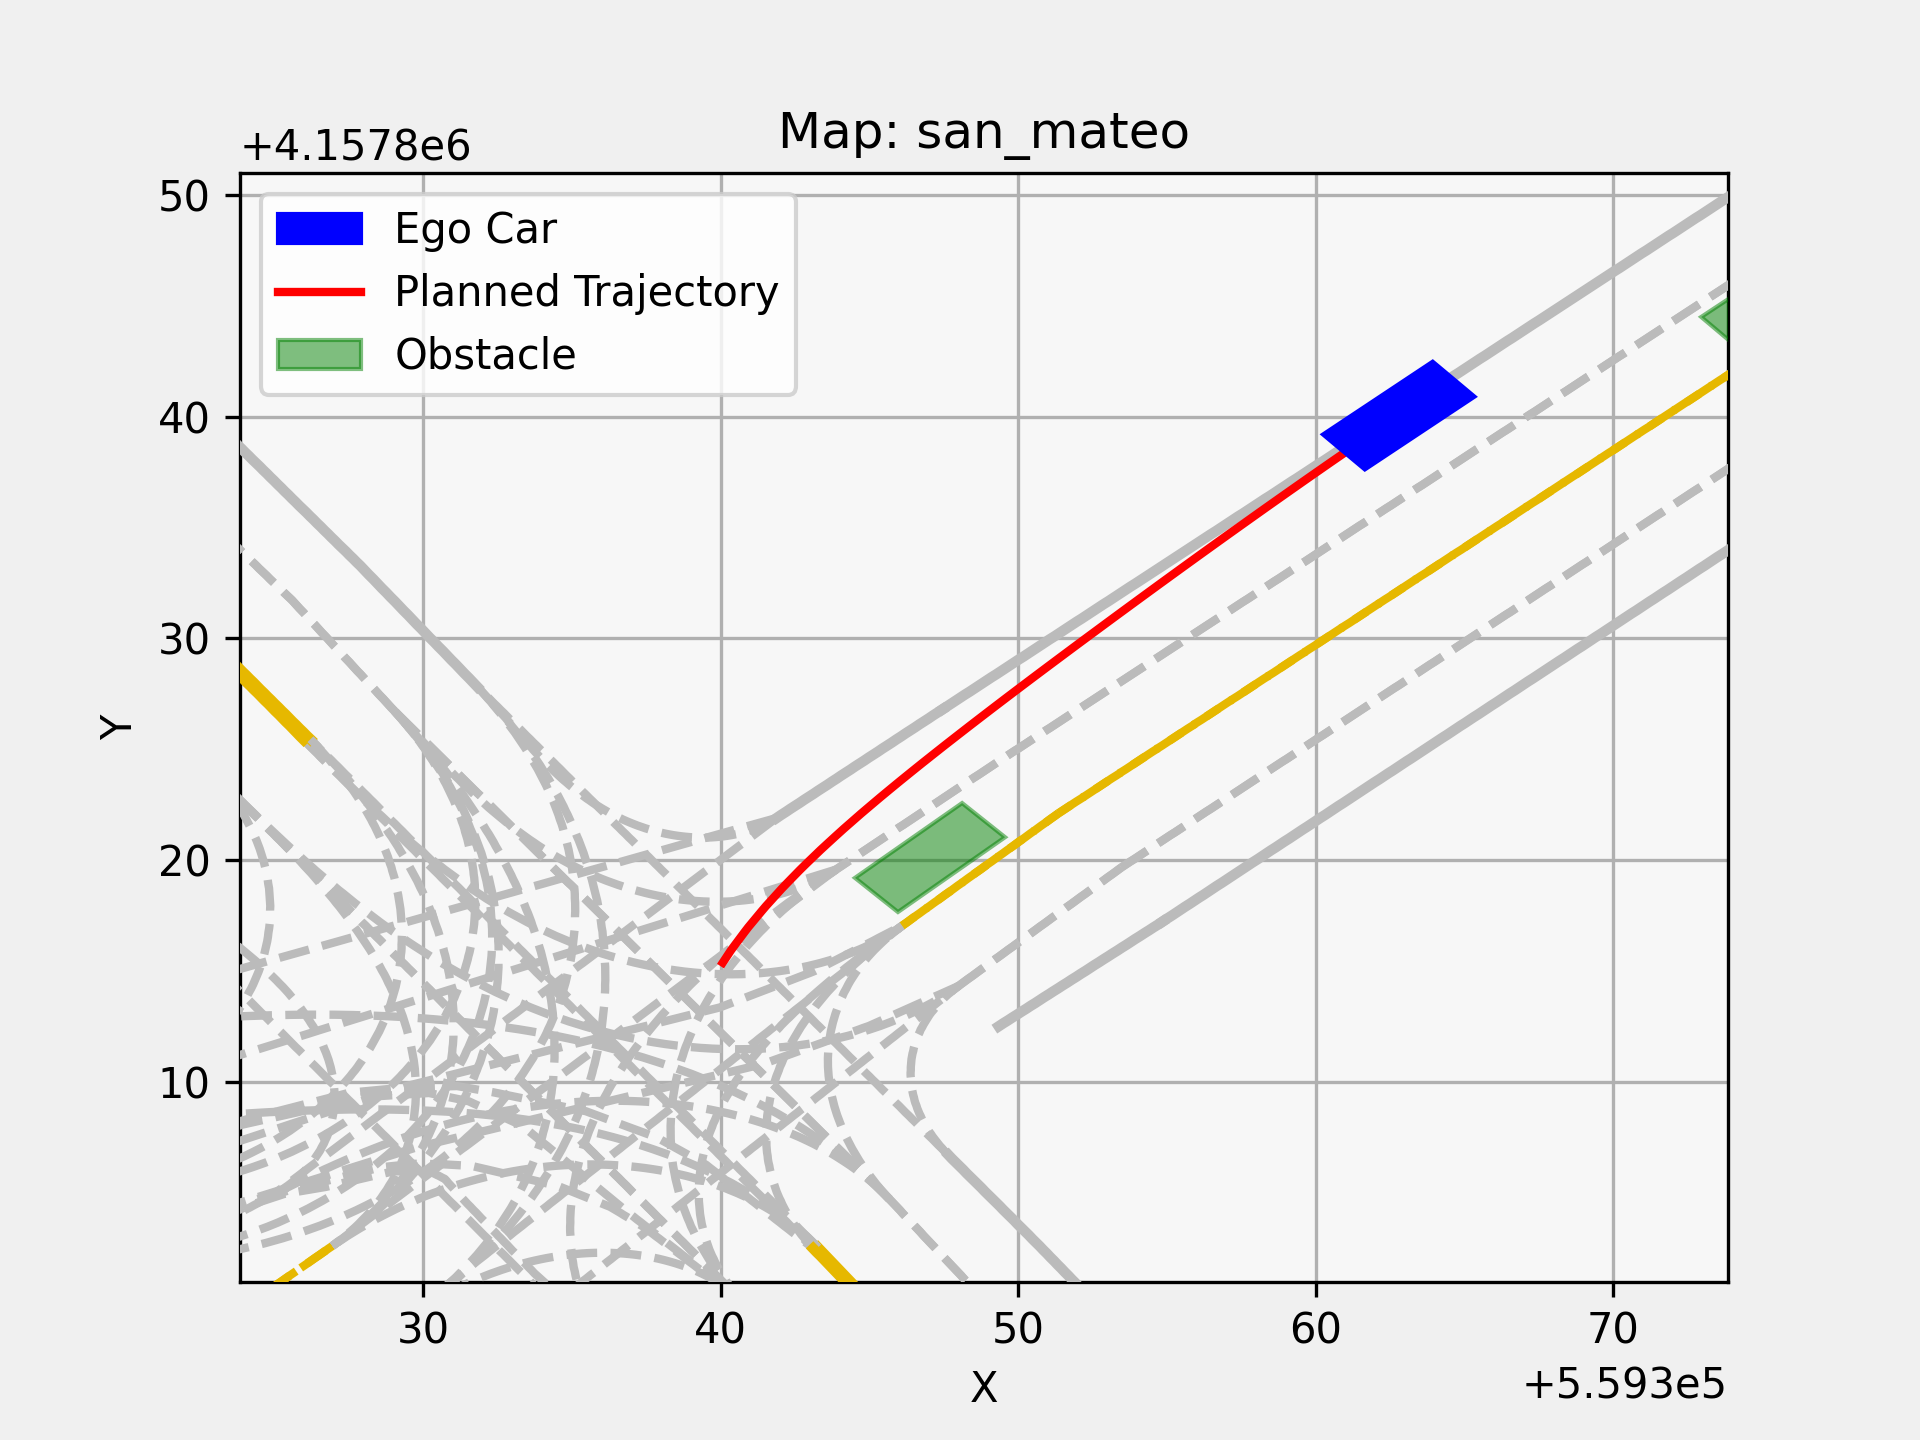 Map: san_mateo
+4.1578e6
Ego Car
Planned Trajectory
Obstacle
50
40
30
20
10
Y
30
40
50
60
70
X
+5.593e5